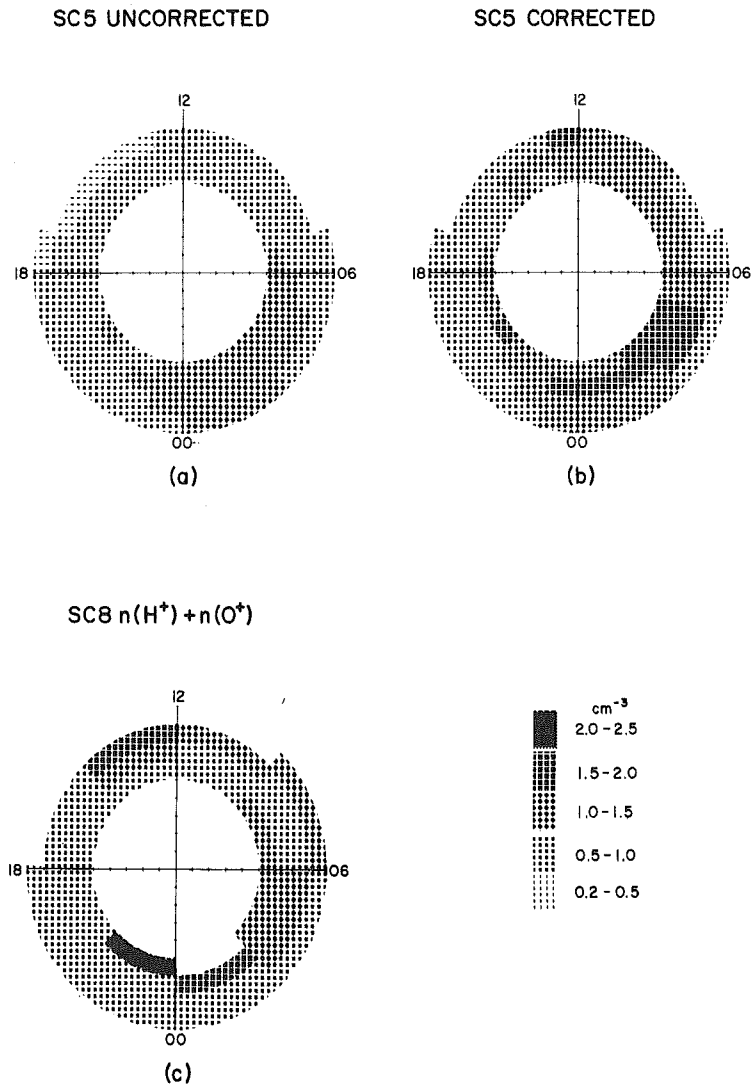 SC5 UNCORRECTED
12
18
06
00
(a)
SC5 CORRECTED
12
18
06
00
(b)
SC8 n(H⁺)+n(O⁺)
12
18
06
00
(c)
cm⁻³
2.0-2.5
1.5-2.0
1.0-1.5
0.5-1.0
0.2-0.5